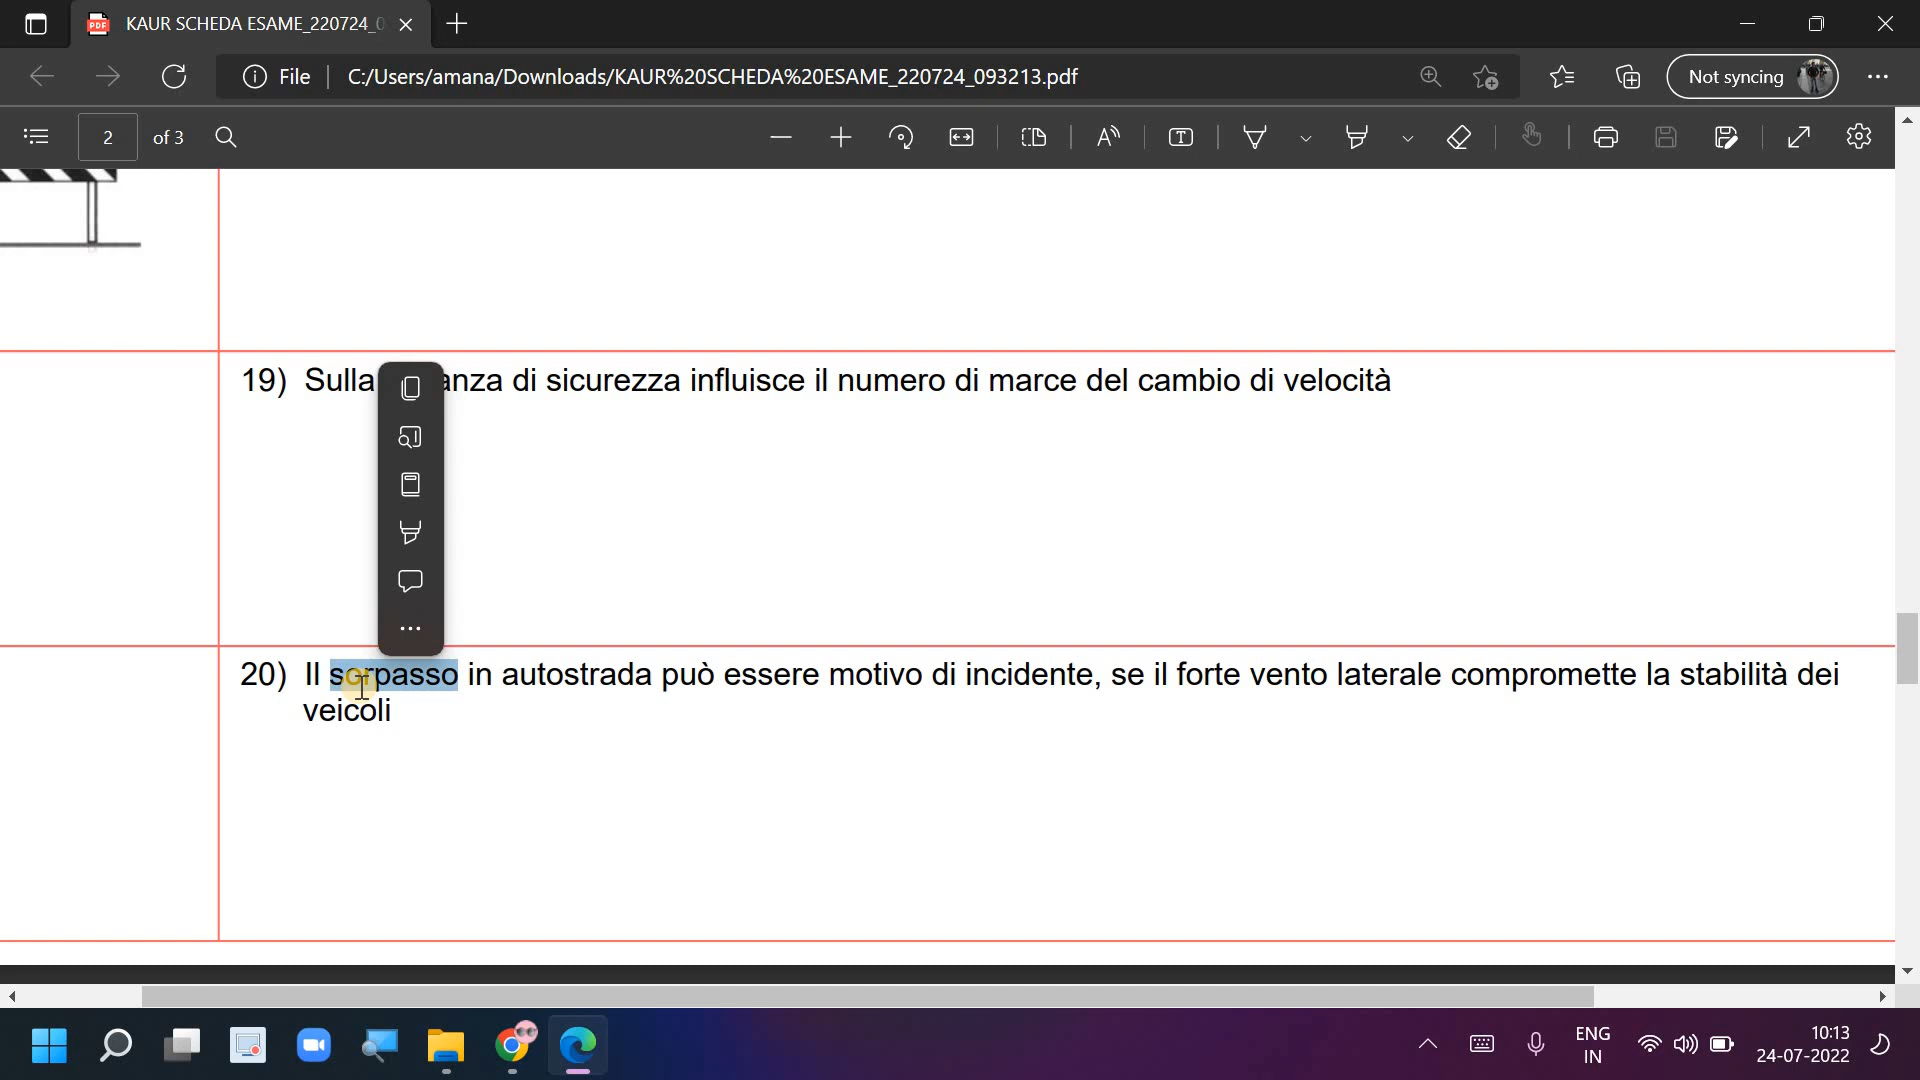 KAUR SCHEDA ESAME_220724_0
File
C:/Users/amana/Downloads/KAUR%20SCHEDA%20ESAME_220724_093213.pdf
Not syncing
2 of 3
19) Sulla anza di sicurezza influisce il numero di marce del cambio di velocità
20) Il sorpasso in autostrada può essere motivo di incidente, se il forte vento laterale compromette la stabilità dei
veicoli
ENG
IN
10:13
24-07-2022